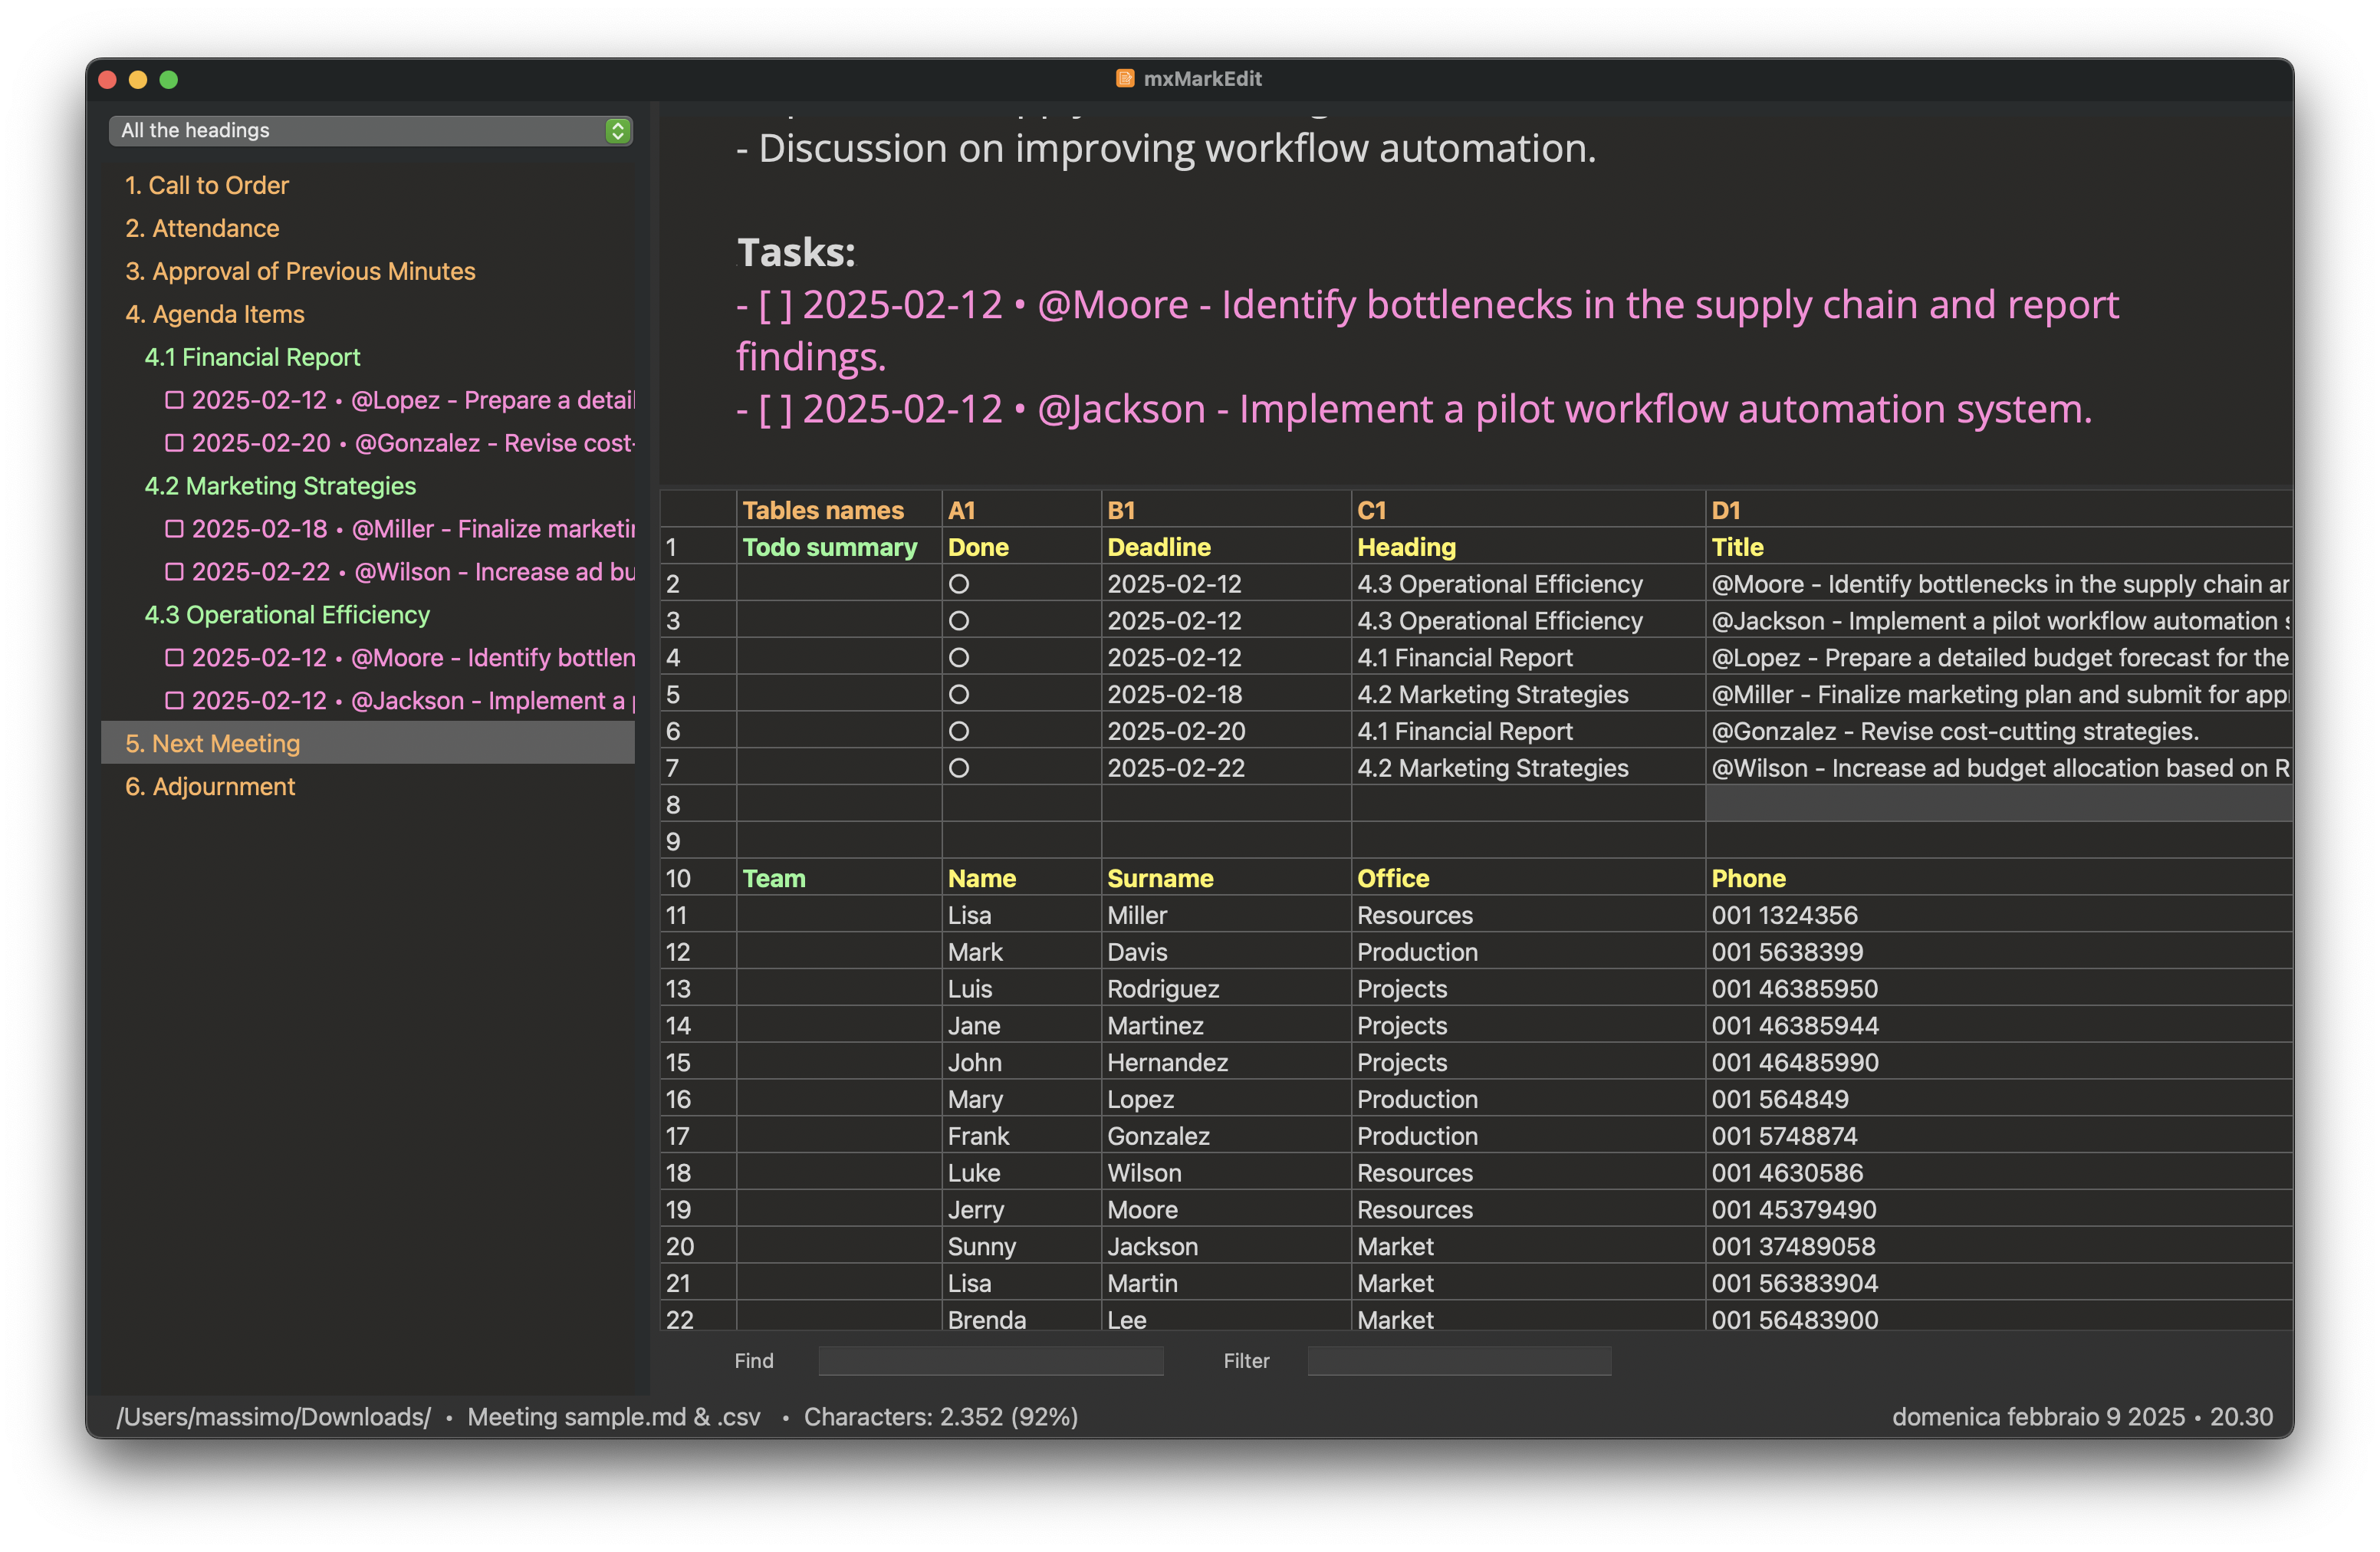 mxMarkEdit
All the headings
1. Call to Order
2. Attendance
3. Approval of Previous Minutes
4. Agenda Items
4.1 Financial Report
2025-02-12 • @Lopez - Prepare a detail
2025-02-20 • @Gonzalez - Revise cost-
4.2 Marketing Strategies
2025-02-18 • @Miller - Finalize marketin
2025-02-22 • @Wilson - Increase ad bu
4.3 Operational Efficiency
2025-02-12 • @Moore - Identify bottlen
2025-02-12 • @Jackson - Implement a p
5. Next Meeting
6. Adjournment
- Discussion on improving workflow automation.
Tasks:
- [ ] 2025-02-12 • @Moore - Identify bottlenecks in the supply chain and report
findings.
- [ ] 2025-02-12 • @Jackson - Implement a pilot workflow automation system.
Tables names A1 B1 C1 D1
1 Todo summary Done Deadline Heading Title
2 2025-02-12 4.3 Operational Efficiency @Moore - Identify bottlenecks in the supply chain an
3 2025-02-12 4.3 Operational Efficiency @Jackson - Implement a pilot workflow automation s
4 2025-02-12 4.1 Financial Report @Lopez - Prepare a detailed budget forecast for the
5 2025-02-18 4.2 Marketing Strategies @Miller - Finalize marketing plan and submit for app
6 2025-02-20 4.1 Financial Report @Gonzalez - Revise cost-cutting strategies.
7 2025-02-22 4.2 Marketing Strategies @Wilson - Increase ad budget allocation based on R
8
9
10 Team Name Surname Office Phone
11 Lisa Miller Resources 001 1324356
12 Mark Davis Production 001 5638399
13 Luis Rodriguez Projects 001 46385950
14 Jane Martinez Projects 001 46385944
15 John Hernandez Projects 001 46485990
16 Mary Lopez Production 001 564849
17 Frank Gonzalez Production 001 5748874
18 Luke Wilson Resources 001 4630586
19 Jerry Moore Resources 001 45379490
20 Sunny Jackson Market 001 37489058
21 Lisa Martin Market 001 56383904
22 Brenda Lee Market 001 56483900
Find Filter
/Users/massimo/Downloads/ • Meeting sample.md & .csv • Characters: 2.352 (92%)
domenica febbraio 9 2025 • 20.30